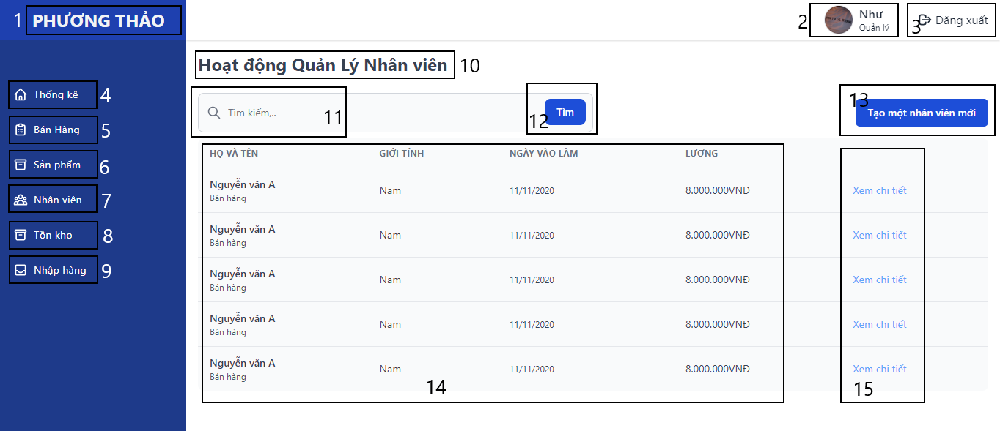 1 PHƯƠNG THẢO
2 Như
Quản lý
3 Đăng xuất
Thống kê 4
Bán Hàng 5
Sản phẩm 6
Nhân viên 7
Tồn kho 8
Nhập hàng 9
Hoạt động Quản Lý Nhân viên 10
Tìm kiếm,.. 11
12 Tìm
13
Tạo một nhân viên mới
HỌ VÀ TÊN GIỚI TÍNH NGÀY VÀO LÀM LƯƠNG
Nguyễn văn A Nam 11/11/2020 8.000.000VNĐ Xem chi tiết
Bán hàng
Nguyễn văn A Nam 11/11/2020 8.000.000VNĐ Xem chi tiết
Bán hàng
Nguyễn văn A Nam 11/11/2020 8.000.000VNĐ Xem chi tiết
Bán hàng
Nguyễn văn A Nam 11/11/2020 8.000.000VNĐ Xem chi tiết
Bán hàng
Nguyễn văn A Nam 11/11/2020 8.000.000VNĐ Xem chi tiết
Bán hàng
14 15